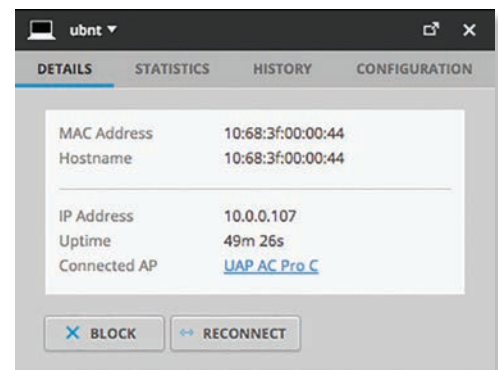 ubnt
DETAILS STATISTICS HISTORY CONFIGURATION
MAC Address 10:68:3f:00:00:44
Hostname 10:68:3f:00:00:44
IP Address 10.0.0.107
Uptime 49m 26s
Connected AP UAP AC Pro C
BLOCK RECONNECT